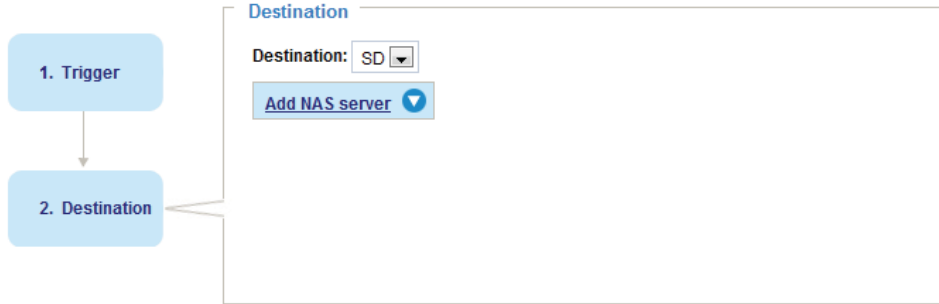 Destination
1. Trigger
Destination: SD
Add NAS server
2. Destination